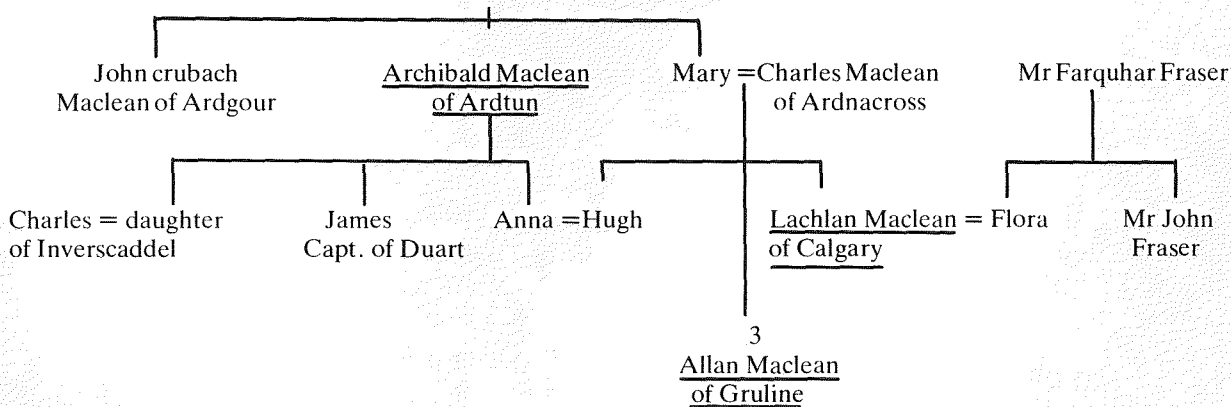 John crubach
Maclean of Ardgour
Archibald Maclean
of Ardtun
Mary = Charles Maclean
of Ardnacross
Mr Farquhar Fraser
Charles = daughter
of Inverscaddel
James
Capt. of Duart
Anna = Hugh
Lachlan Maclean = Flora
of Calgary
Mr John
Fraser
3
Allan Maclean
of Gruline